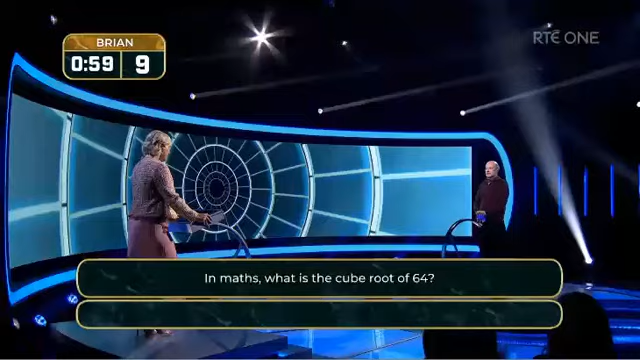 BRIAN
0:59 9
RTÉ ONE
In maths, what is the cube root of 64?